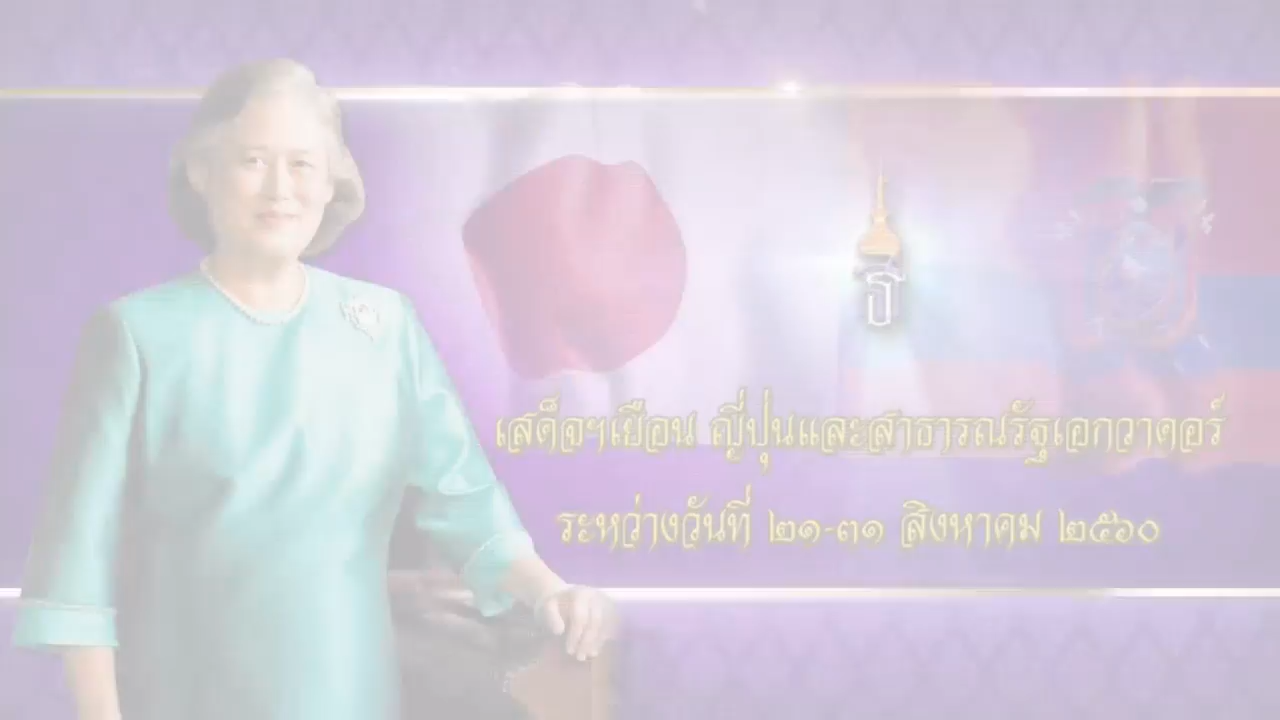 ธ
เสด็จฯเยือน ญี่ปุ่นและสาธารณรัฐเอกวาดอร์
ระหว่างวันที่ ๒๑-๓๑ สิงหาคม ๒๕๖๐